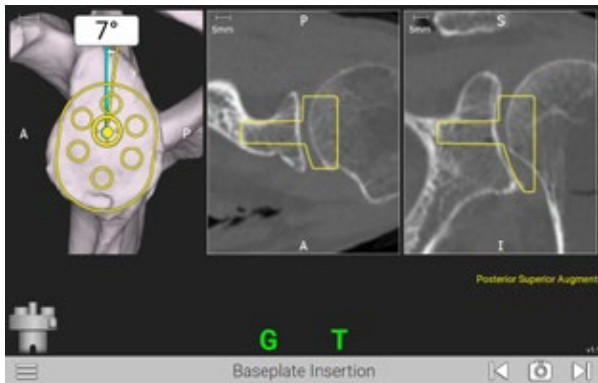 7°
P
S
5mm
5mm
A
P
A
I
Posterior Superior Augment
G T
Baseplate Insertion